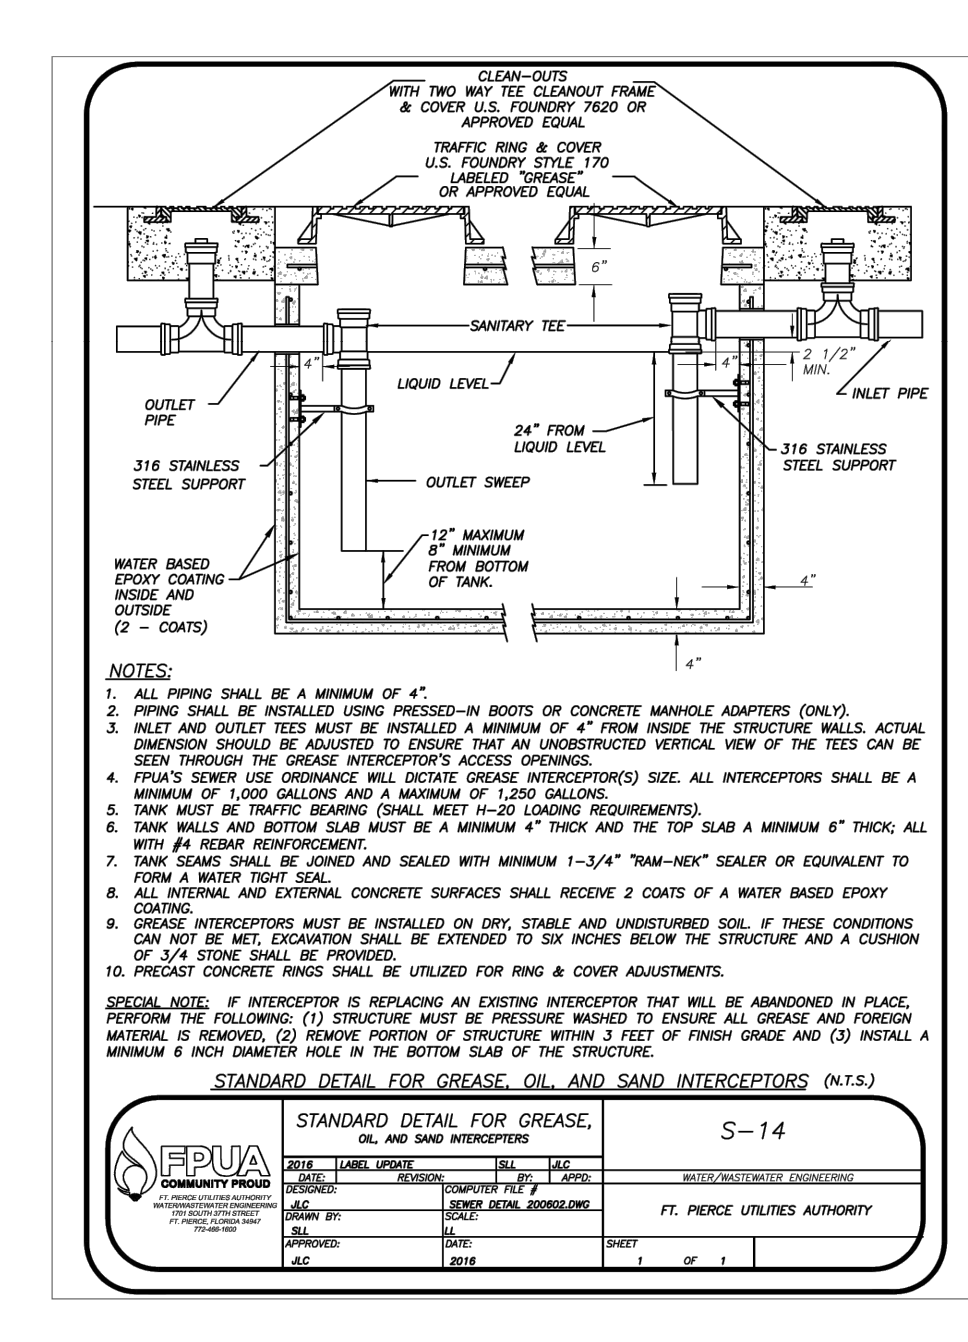 CLEAN-OUTS
WITH TWO WAY TEE CLEANOUT FRAME
& COVER U.S. FOUNDRY 7620 OR
APPROVED EQUAL
TRAFFIC RING & COVER
U.S. FOUNDRY STYLE 170
LABELED "GREASE"
OR APPROVED EQUAL
6"
SANITARY TEE
4"
4"
2 1/2"
MIN.
LIQUID LEVEL
INLET PIPE
OUTLET
PIPE
24" FROM
LIQUID LEVEL
316 STAINLESS
STEEL SUPPORT
316 STAINLESS
STEEL SUPPORT
OUTLET SWEEP
12" MAXIMUM
8" MINIMUM
FROM BOTTOM
OF TANK.
WATER BASED
EPOXY COATING
INSIDE AND
OUTSIDE
(2 - COATS)
4"
4"
NOTES:
1. ALL PIPING SHALL BE A MINIMUM OF 4".
2. PIPING SHALL BE INSTALLED USING PRESSED-IN BOOTS OR CONCRETE MANHOLE ADAPTERS (ONLY).
3. INLET AND OUTLET TEES MUST BE INSTALLED A MINIMUM OF 4" FROM INSIDE THE STRUCTURE WALLS. ACTUAL
DIMENSION SHOULD BE ADJUSTED TO ENSURE THAT AN UNOBSTRUCTED VERTICAL VIEW OF THE TEES CAN BE
SEEN THROUGH THE GREASE INTERCEPTOR'S ACCESS OPENINGS.
4. FPUA'S SEWER USE ORDINANCE WILL DICTATE GREASE INTERCEPTOR(S) SIZE. ALL INTERCEPTORS SHALL BE A
MINIMUM OF 1,000 GALLONS AND A MAXIMUM OF 1,250 GALLONS.
5. TANK MUST BE TRAFFIC BEARING (SHALL MEET H-20 LOADING REQUIREMENTS).
6. TANK WALLS AND BOTTOM SLAB MUST BE A MINIMUM 4" THICK AND THE TOP SLAB A MINIMUM 6" THICK; ALL
WITH #4 REBAR REINFORCEMENT.
7. TANK SEAMS SHALL BE JOINED AND SEALED WITH MINIMUM 1-3/4" "RAM-NEK" SEALER OR EQUIVALENT TO
FORM A WATER TIGHT SEAL.
8. ALL INTERNAL AND EXTERNAL CONCRETE SURFACES SHALL RECEIVE 2 COATS OF A WATER BASED EPOXY
COATING.
9. GREASE INTERCEPTORS MUST BE INSTALLED ON DRY, STABLE AND UNDISTURBED SOIL. IF THESE CONDITIONS
CAN NOT BE MET, EXCAVATION SHALL BE EXTENDED TO SIX INCHES BELOW THE STRUCTURE AND A CUSHION
OF 3/4 STONE SHALL BE PROVIDED.
10. PRECAST CONCRETE RINGS SHALL BE UTILIZED FOR RING & COVER ADJUSTMENTS.
SPECIAL NOTE: IF INTERCEPTOR IS REPLACING AN EXISTING INTERCEPTOR THAT WILL BE ABANDONED IN PLACE,
PERFORM THE FOLLOWING: (1) STRUCTURE MUST BE PRESSURE WASHED TO ENSURE ALL GREASE AND FOREIGN
MATERIAL IS REMOVED, (2) REMOVE PORTION OF STRUCTURE WITHIN 3 FEET OF FINISH GRADE AND (3) INSTALL A
MINIMUM 6 INCH DIAMETER HOLE IN THE BOTTOM SLAB OF THE STRUCTURE.
STANDARD DETAIL FOR GREASE, OIL, AND SAND INTERCEPTORS (N.T.S.)
FPUA
COMMUNITY PROUD
FT. PIERCE UTILITIES AUTHORITY
WATER/WASTEWATER ENGINEERING
1701 SOUTH 37TH STREET
FT. PIERCE, FLORIDA 34947
772-466-1600
STANDARD DETAIL FOR GREASE,
OIL, AND SAND INTERCEPTERS
2016 LABEL UPDATE SLL JLC
DATE: REVISION: BY: APPD:
DESIGNED: COMPUTER FILE #
JLC SEWER DETAIL 200602.DWG
DRAWN BY: SCALE:
SLL LL
APPROVED: DATE:
JLC 2016
S-14
WATER/WASTEWATER ENGINEERING
FT. PIERCE UTILITIES AUTHORITY
SHEET
1 OF 1